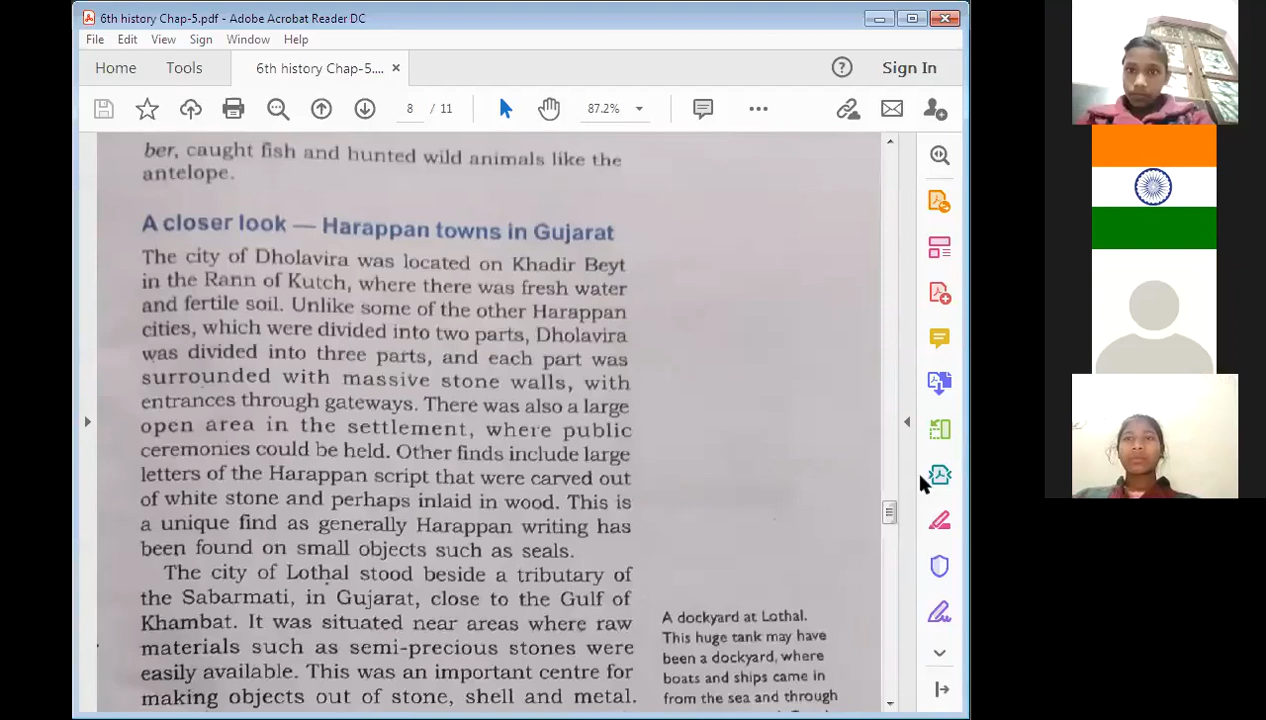 6th history Chap-5.pdf - Adobe Acrobat Reader DC
File Edit View Sign Window Help
Home Tools 6th history Chap-5.... × Sign In
8 / 11 87.2%
ber, caught fish and hunted wild animals like the
antelope.
A closer look — Harappan towns in Gujarat
The city of Dholavira was located on Khadir Beyt
in the Rann of Kutch, where there was fresh water
and fertile soil. Unlike some of the other Harappan
cities, which were divided into two parts, Dholavira
was divided into three parts, and each part was
surrounded with massive stone walls, with
entrances through gateways. There was also a large
open area in the settlement, where public
ceremonies could be held. Other finds include large
letters of the Harappan script that were carved out
of white stone and perhaps inlaid in wood. This is
a unique find as generally Harappan writing has
been found on small objects such as seals.
The city of Lothal stood beside a tributary of
the Sabarmati, in Gujarat, close to the Gulf of
Khambat. It was situated near areas where raw
materials such as semi-precious stones were
easily available. This was an important centre for
making objects out of stone, shell and metal.
A dockyard at Lothal.
This huge tank may have
been a dockyard, where
boats and ships came in
from the sea and through